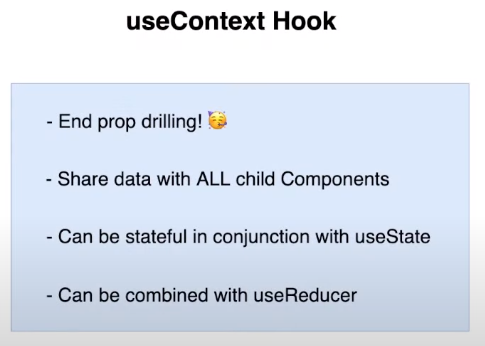 useContext Hook
- End prop drilling! 🥳
- Share data with ALL child Components
- Can be stateful in conjunction with useState
- Can be combined with useReducer